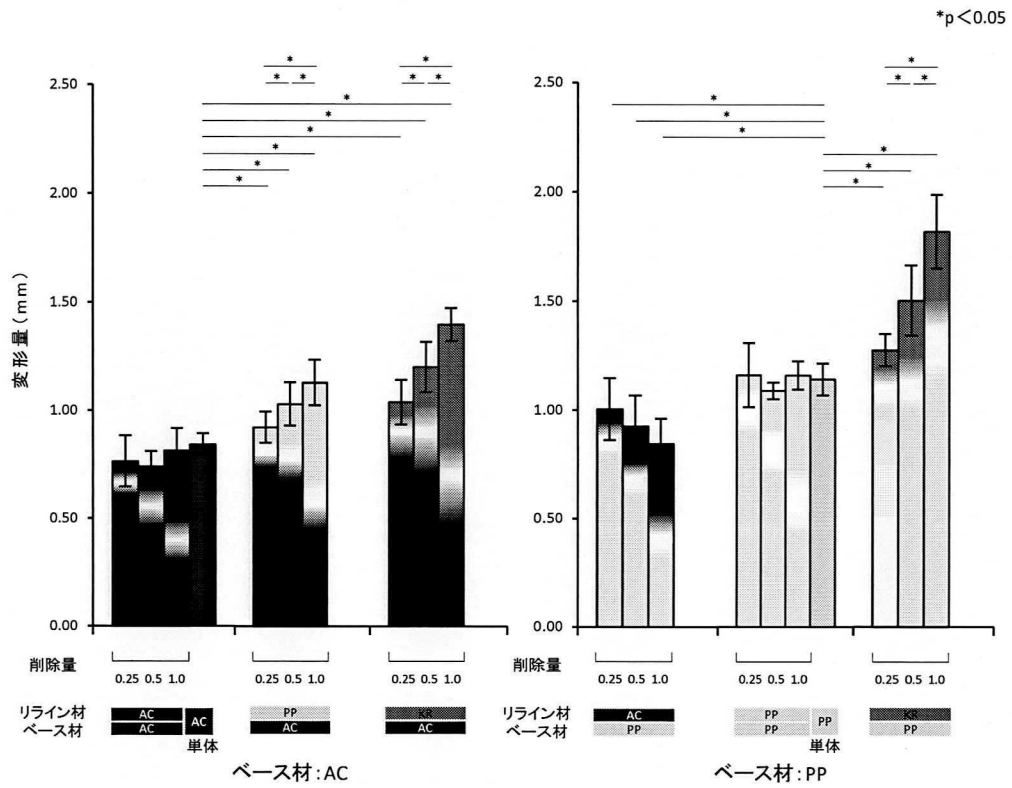 *p<0.05
変形量(mm)
2.50
2.00
1.50
1.00
0.50
0.00
* * *
* * *
*
*
*
*
*
*
削除量
0.25 0.5 1.0
0.25 0.5 1.0
0.25 0.5 1.0
リライン材
ベース材
AC
AC
AC
単体
PP
AC
KR
AC
ベース材:AC
2.50
2.00
1.50
1.00
0.50
0.00
* * *
*
*
*
*
*
*
削除量
0.25 0.5 1.0
0.25 0.5 1.0
0.25 0.5 1.0
リライン材
ベース材
AC
PP
PP
PP
PP
単体
KR
PP
ベース材:PP